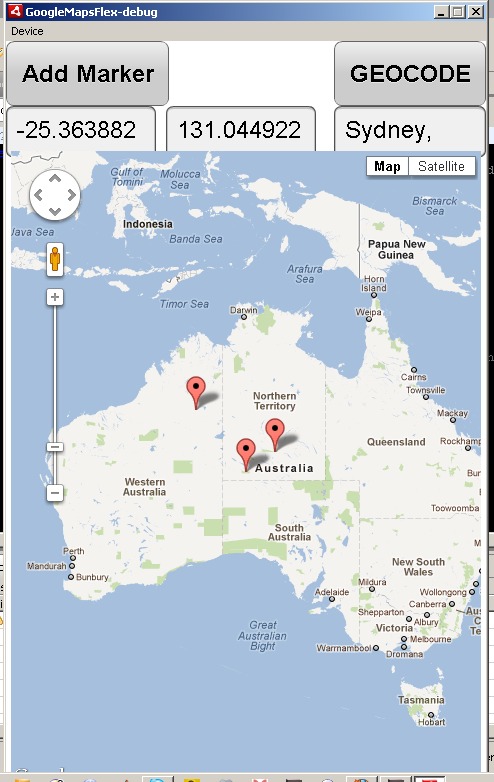 GoogleMapsFlex-debug
Device
Add Marker
GEOCODE
-25.363882
131.044922
Sydney,
Map
Satellite
Gulf of
Tomini
Molucca
Sea
Bismarck
Sea
Java Sea
Indonesia
Banda Sea
Papua New
Guinea
Arafura
Sea
Horn
Island
Timor Sea
Darwin
Weipa
Cairns
Townsville
Northern
Territory
Mackay
Queensland
Rockhamp
Australia
Western
Australia
Toowoomba
South
Australia
Perth
Mandurah
Bunbury
New South
Wales
Mildura
Adelaide
Wollongong
Canberra
Shepparton
Albury
Victoria
Melbourne
Great
Australian
Bight
Warrnambool
Dromana
Tasmania
Hobart